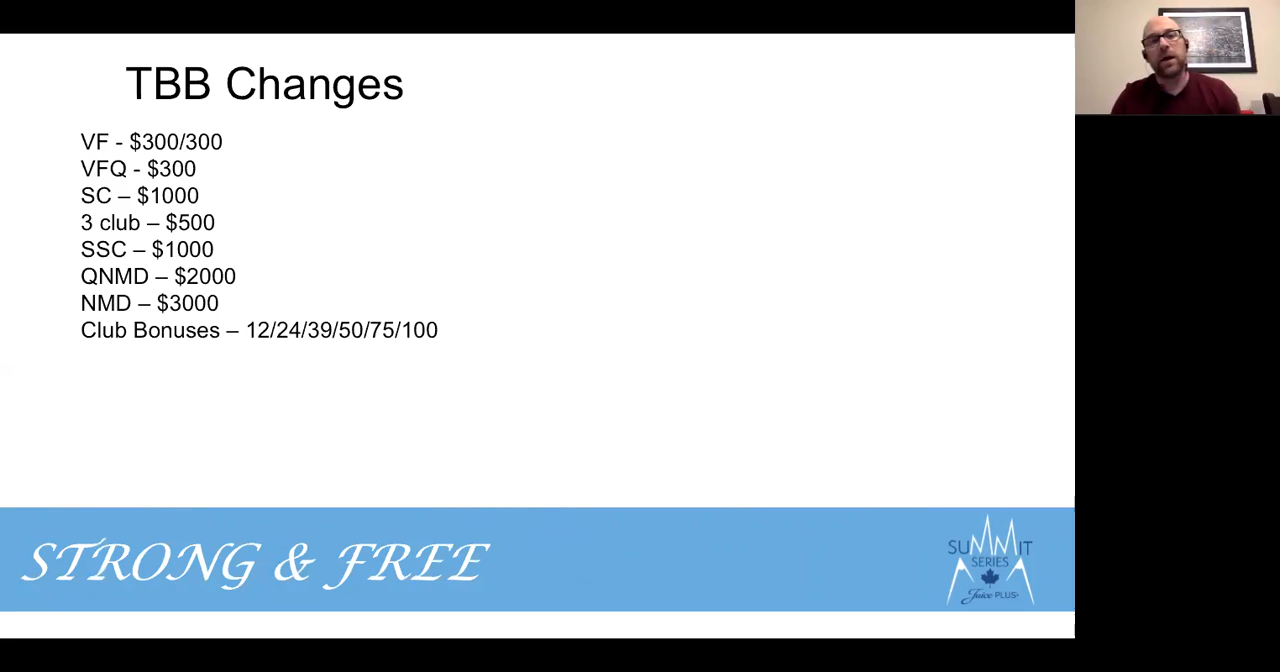 TBB Changes
VF - $300/300
VFQ - $300
SC – $1000
3 club – $500
SSC – $1000
QNMD – $2000
NMD – $3000
Club Bonuses – 12/24/39/50/75/100
STRONG & FREE
SUMMIT
SERIES
Juice PLUS+